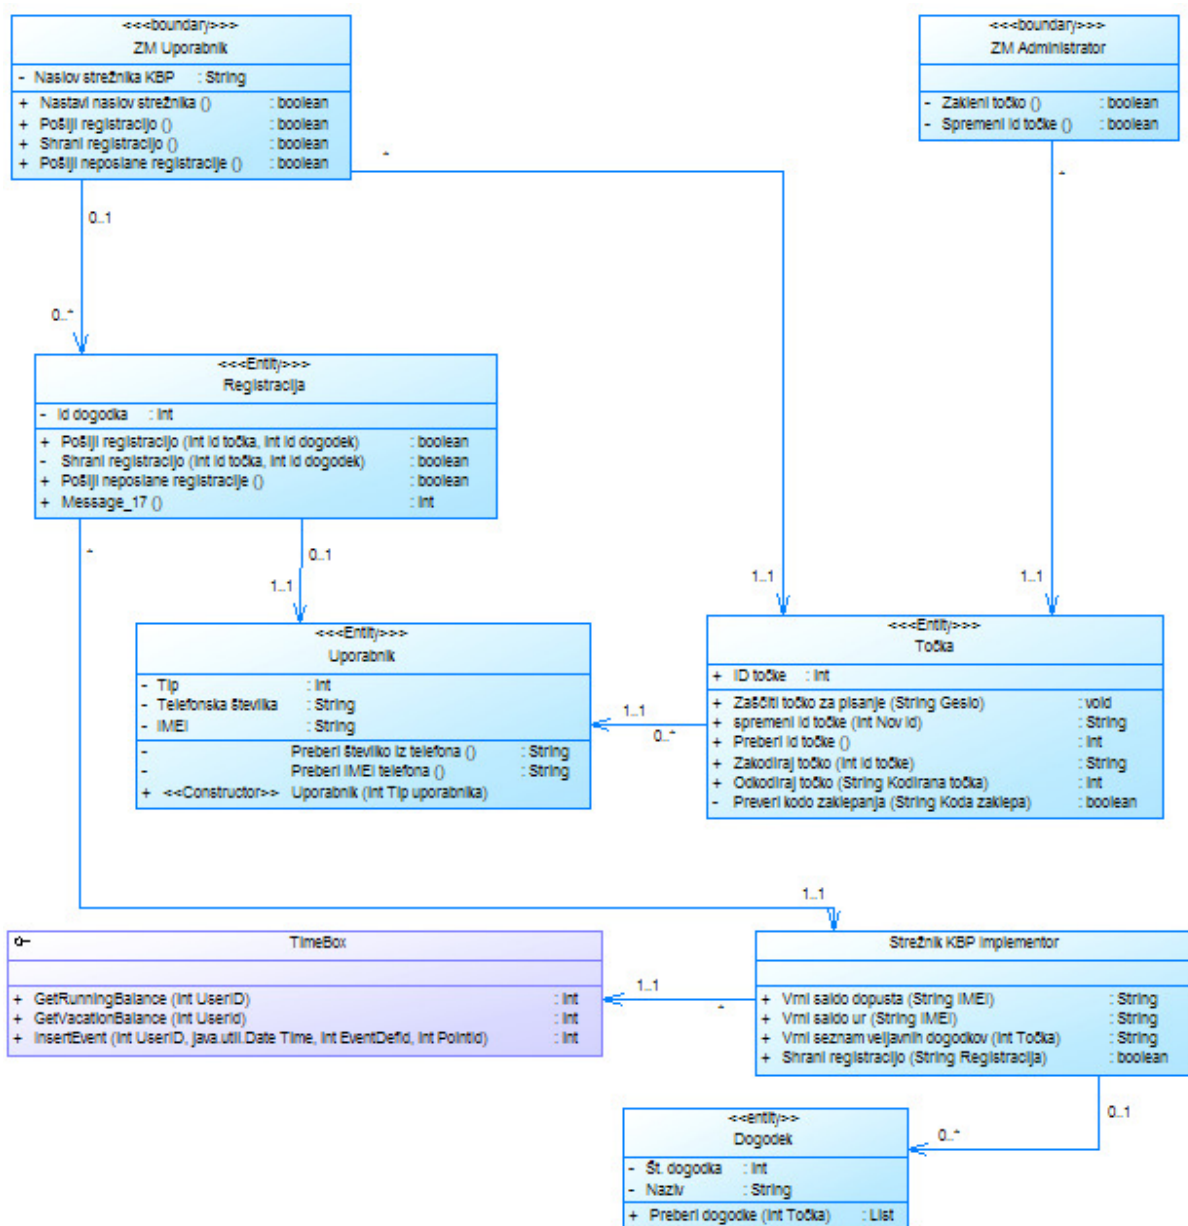 <<<boundary>>>
ZM Uporabnik
- Naslov strežnika KBP : String
+ Nastavi naslov strežnika () : boolean
+ Pošlji registracijo () : boolean
+ Shrani registracijo () : boolean
+ Pošlji neposlane registracije () : boolean
<<<boundary>>>
ZM Administrator
- Zakleni točko () : boolean
- Spremeni id točke () : boolean
*
*
0..1
0..*
<<<Entity>>>
Registracija
- Id dogodka : int
+ Pošlji registracijo (int id točka, int id dogodek) : boolean
- Shrani registracijo (int id točka, int id dogodek) : boolean
+ Pošlji neposlane registracije () : boolean
+ Message_17 () : int
*
0..1
1..1
1..1
1..1
<<<Entity>>>
Uporabnik
- Tip : int
- Telefonska številka : String
- IMEI : String
- Preberi številko iz telefona () : String
- Preberi IMEI telefona () : String
+ <<Constructor>> Uporabnik (int Tip uporabnika)
<<<Entity>>>
Točka
+ ID točke : int
+ Zaščiti točko za pisanje (String Geslo) : void
+ spremeni id točke (int Nov id) : String
+ Preberi id točke () : int
+ Zakodiraj točko (int id točke) : String
+ Odkodiraj točko (String Kodirana točka) : int
- Preveri kodo zaklepanja (String Koda zaklepa) : boolean
1..1
0..*
1..1
TimeBox
+ GetRunningBalance (int UserID) : int
+ GetVacationBalance (int UserId) : int
+ InsertEvent (int UserID, java.util.Date Time, int EventDefId, int PointId) : int
1..1
*
Strežnik KBP implementor
+ Vrni saldo dopusta (String IMEI) : String
+ Vrni saldo ur (String IMEI) : String
+ Vrni seznam veljavnih dogodkov (int Točka) : String
+ Shrani registracijo (String Registracija) : boolean
0..1
0..*
<<entity>>
Dogodek
- Št. dogodka : int
- Naziv : String
+ Preberi dogodke (int Točka) : List